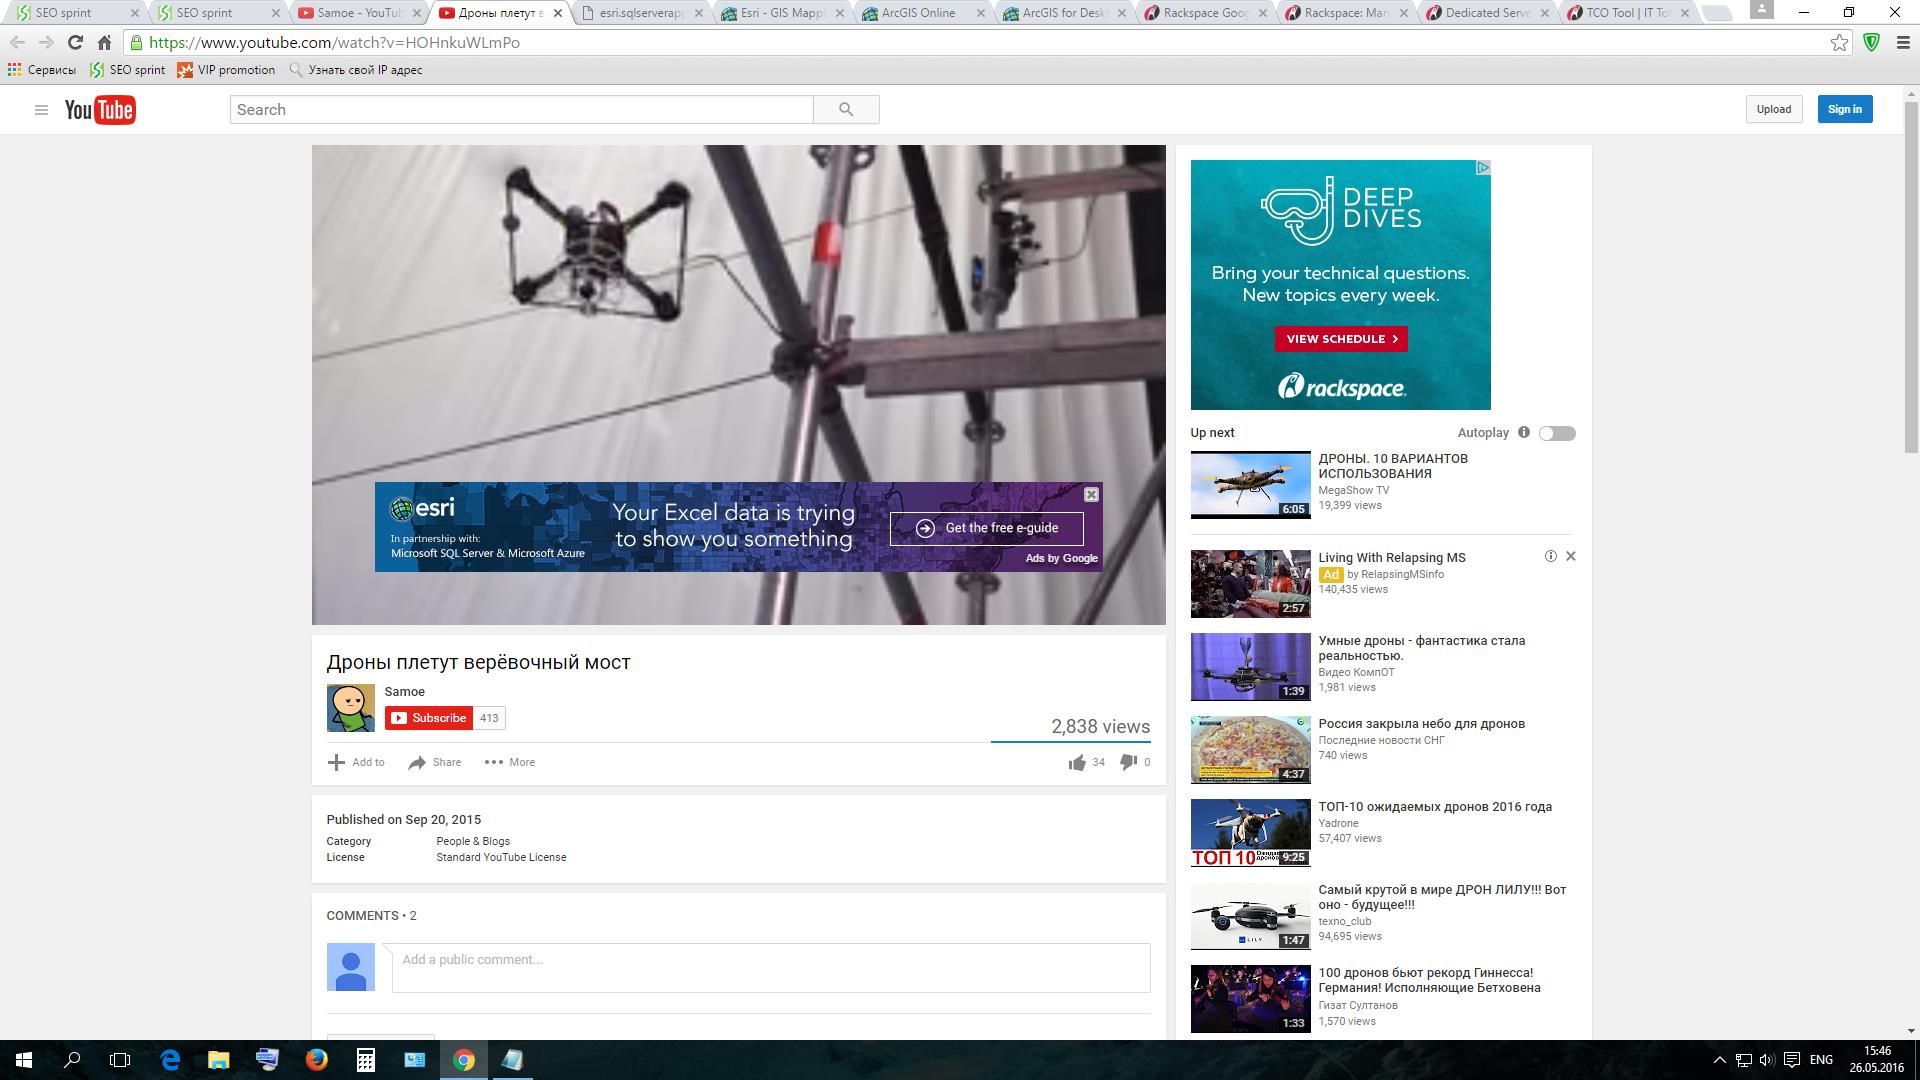 SEO sprint
SEO sprint
Samoe - YouTub
Дроны плетут в
esri.sqlserverapp
Esri - GIS Mappi
ArcGIS Online
ArcGIS for Deskt
Rackspace Goog
Rackspace: Man
Dedicated Serve
TCO Tool | IT Tot
https://www.youtube.com/watch?v=HOHnkuWLmPo
Сервисы
SEO sprint
VIP promotion
Узнать свой IP адрес
YouTube
Search
Upload
Sign in
DEEP
DIVES
Bring your technical questions.
New topics every week.
VIEW SCHEDULE
rackspace.
esri
In partnership with:
Microsoft SQL Server & Microsoft Azure
Your Excel data is trying
to show you something
Get the free e-guide
Ads by Google
Дроны плетут верёвочный мост
Samoe
Subscribe 413
2,838 views
Add to
Share
More
34
0
Published on Sep 20, 2015
Category People & Blogs
License Standard YouTube License
COMMENTS • 2
Add a public comment...
Up next
Autoplay
ДРОНЫ. 10 ВАРИАНТОВ
ИСПОЛЬЗОВАНИЯ
MegaShow TV
19,399 views
6:05
Living With Relapsing MS
Ad by RelapsingMSinfo
140,435 views
2:57
Умные дроны - фантастика стала
реальностью.
Видео КомпОТ
1,981 views
1:39
Россия закрыла небо для дронов
Последние новости СНГ
740 views
4:37
ТОП-10 ожидаемых дронов 2016 года
Yadrone
57,407 views
ТОП 10
9:25
Самый крутой в мире ДРОН ЛИЛУ!!! Вот
оно - будущее!!!
texno_club
94,695 views
LILY
1:47
100 дронов бьют рекорд Гиннесса!
Германия! Исполняющие Бетховена
Гизат Султанов
1,570 views
1:33
ENG
15:46
26.05.2016